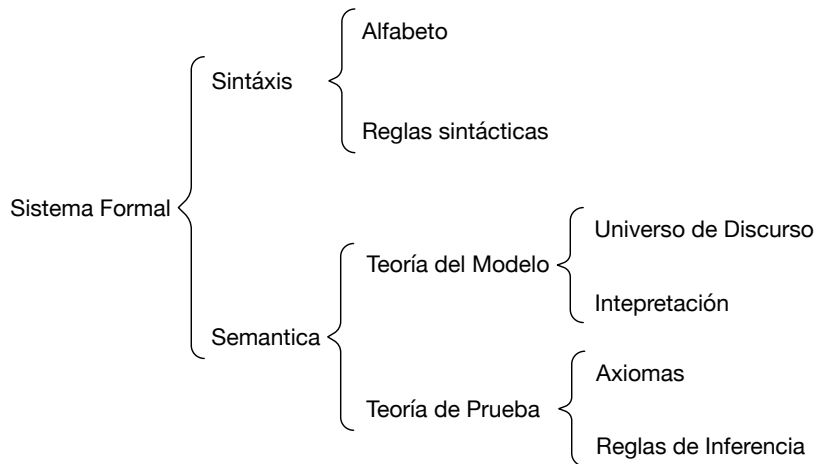 Sistema Formal
Sintáxis
Alfabeto
Reglas sintácticas
Semantica
Teoría del Modelo
Universo de Discurso
Intepretación
Teoría de Prueba
Axiomas
Reglas de Inferencia